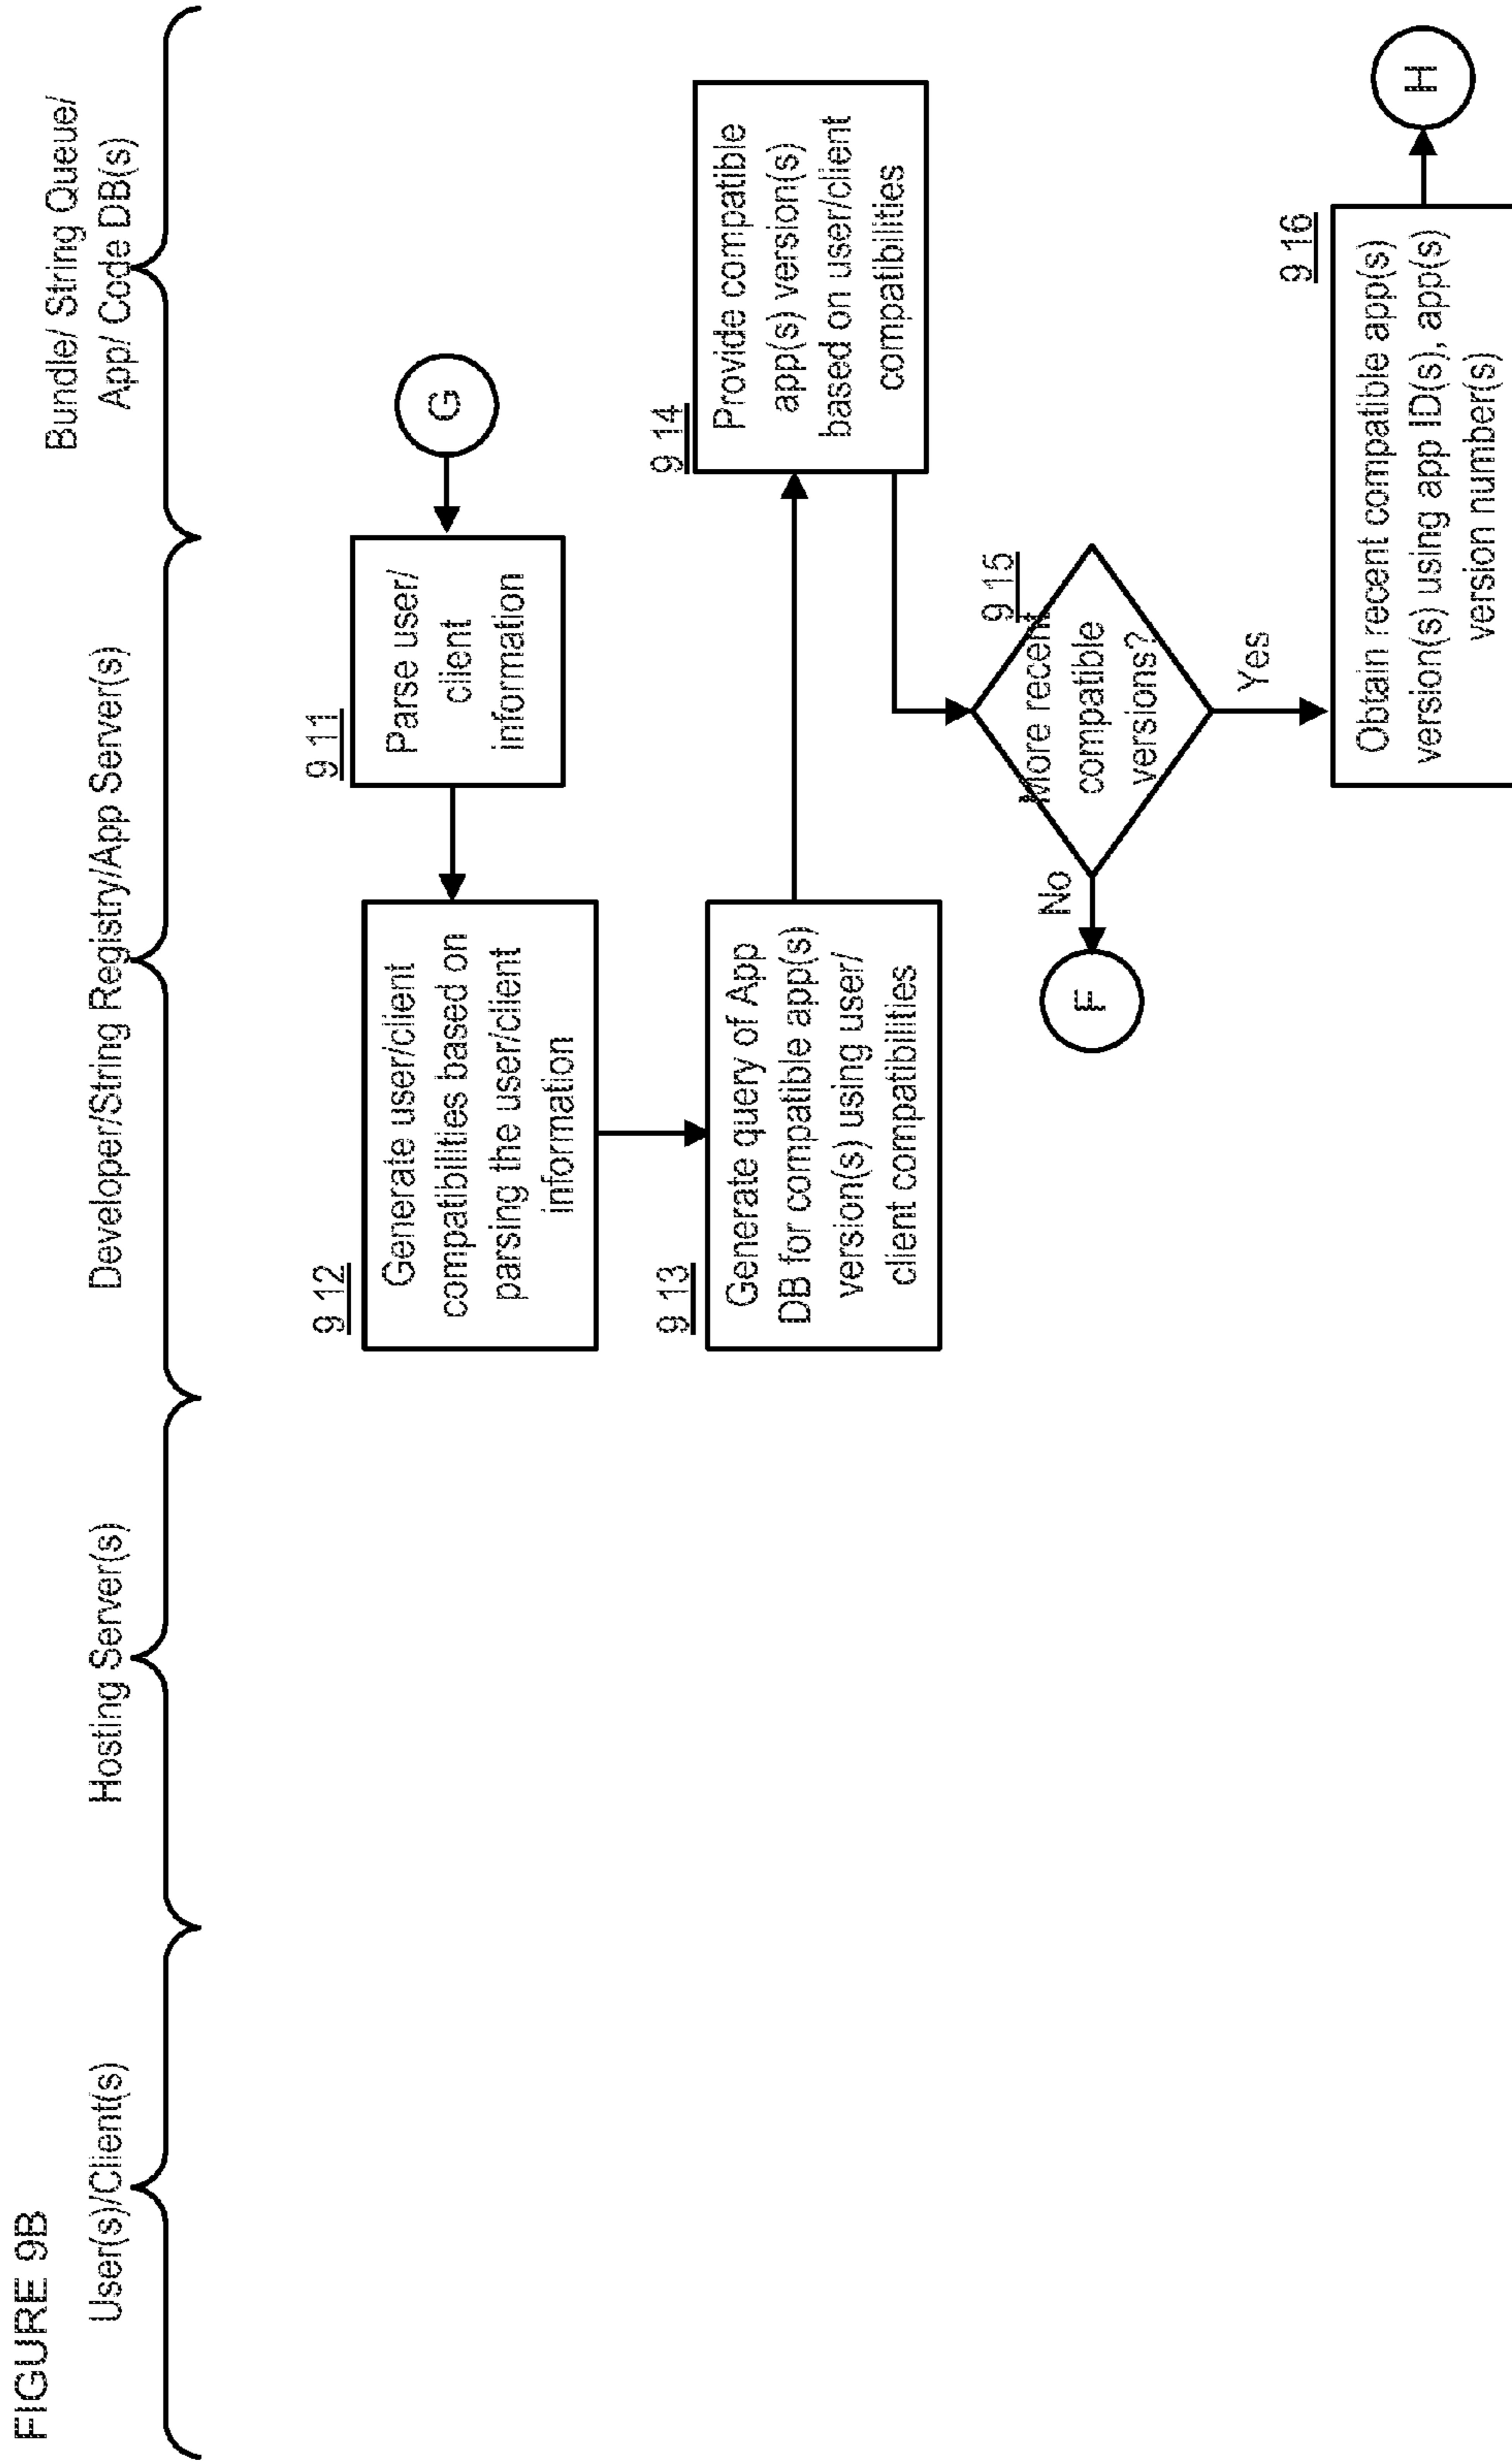 FIGURE 9B
User(s)/Client(s)
Hosting Server(s)
Developer/String Registry/App Server(s)
Bundle/ String Queue/
App/ Code DB(s)
G
9 11
Parse user/
client
information
9 12
Generate user/client
compatibilities based on
parsing the user/client
information
9 13
Generate query of App
DB for compatible app(s)
version(s) using user/
client compatibilities
9 14
Provide compatible
app(s) version(s)
based on user/client
compatibilities
9 15
More recent
compatible
versions?
No
F
Yes
9 16
Obtain recent compatible app(s)
version(s) using app ID(s), app(s)
version number(s)
H